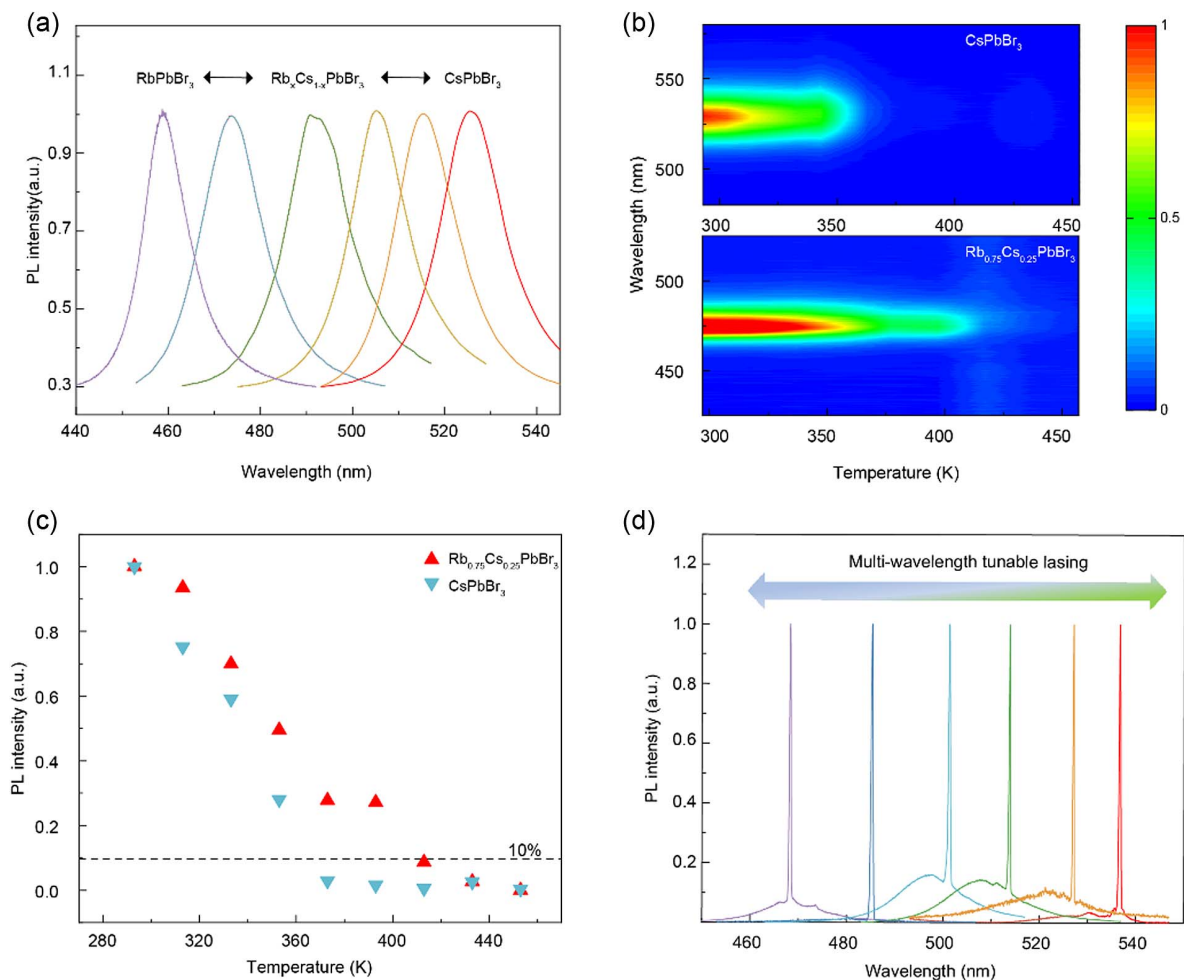 (a)
RbPbBr₃ ⟷ RbₓCs₁₋ₓPbBr₃ ⟷ CsPbBr₃
PL intensity(a.u.)
1.1
0.9
0.7
0.5
0.3
440 460 480 500 520 540
Wavelength (nm)
(b)
CsPbBr₃
550
500
300 350 400 450
Rb₀.₇₅Cs₀.₂₅PbBr₃
500
450
300 350 400 450
Wavelength (nm)
Temperature (K)
1
0.5
0
(c)
Rb₀.₇₅Cs₀.₂₅PbBr₃
CsPbBr₃
PL intensity (a.u.)
1.0
0.8
0.6
0.4
0.2
0.0
10%
280 320 360 400 440
Temperature (K)
(d)
Multi-wavelength tunable lasing
PL intensity (a.u.)
1.2
1.0
0.8
0.6
0.4
0.2
460 480 500 520 540
Wavelength (nm)